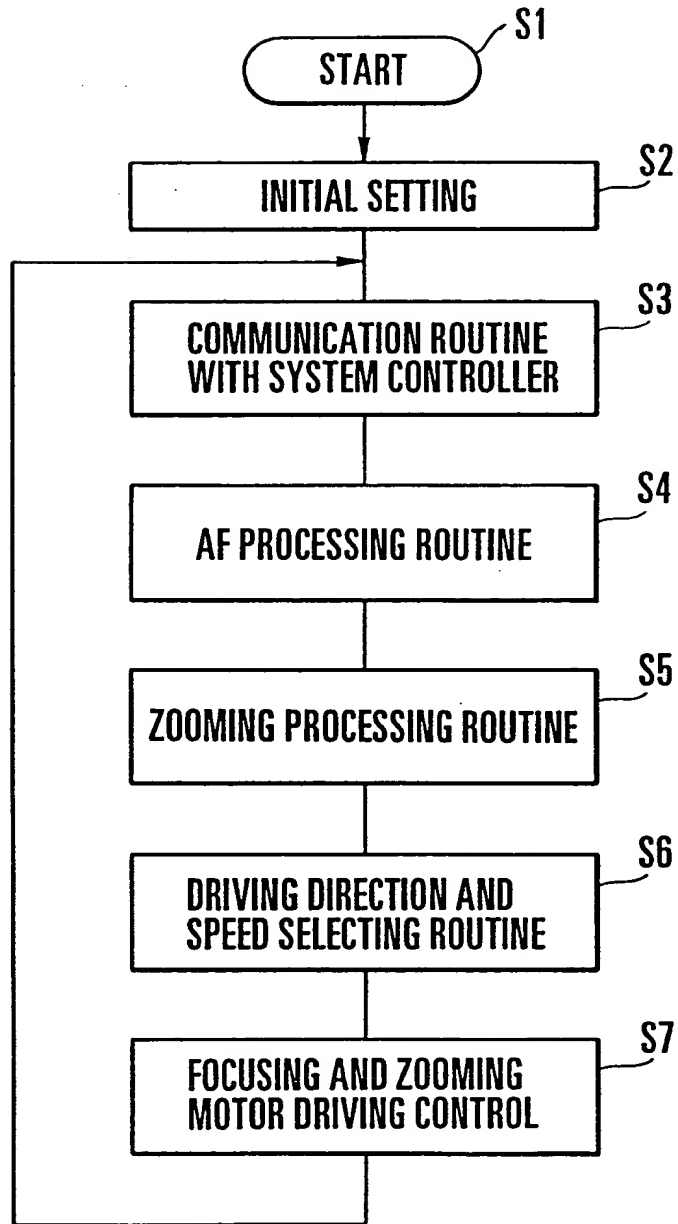 S1
START
S2
INITIAL SETTING
S3
COMMUNICATION ROUTINE
WITH SYSTEM CONTROLLER
S4
AF PROCESSING ROUTINE
S5
ZOOMING PROCESSING ROUTINE
S6
DRIVING DIRECTION AND
SPEED SELECTING ROUTINE
S7
FOCUSING AND ZOOMING
MOTOR DRIVING CONTROL